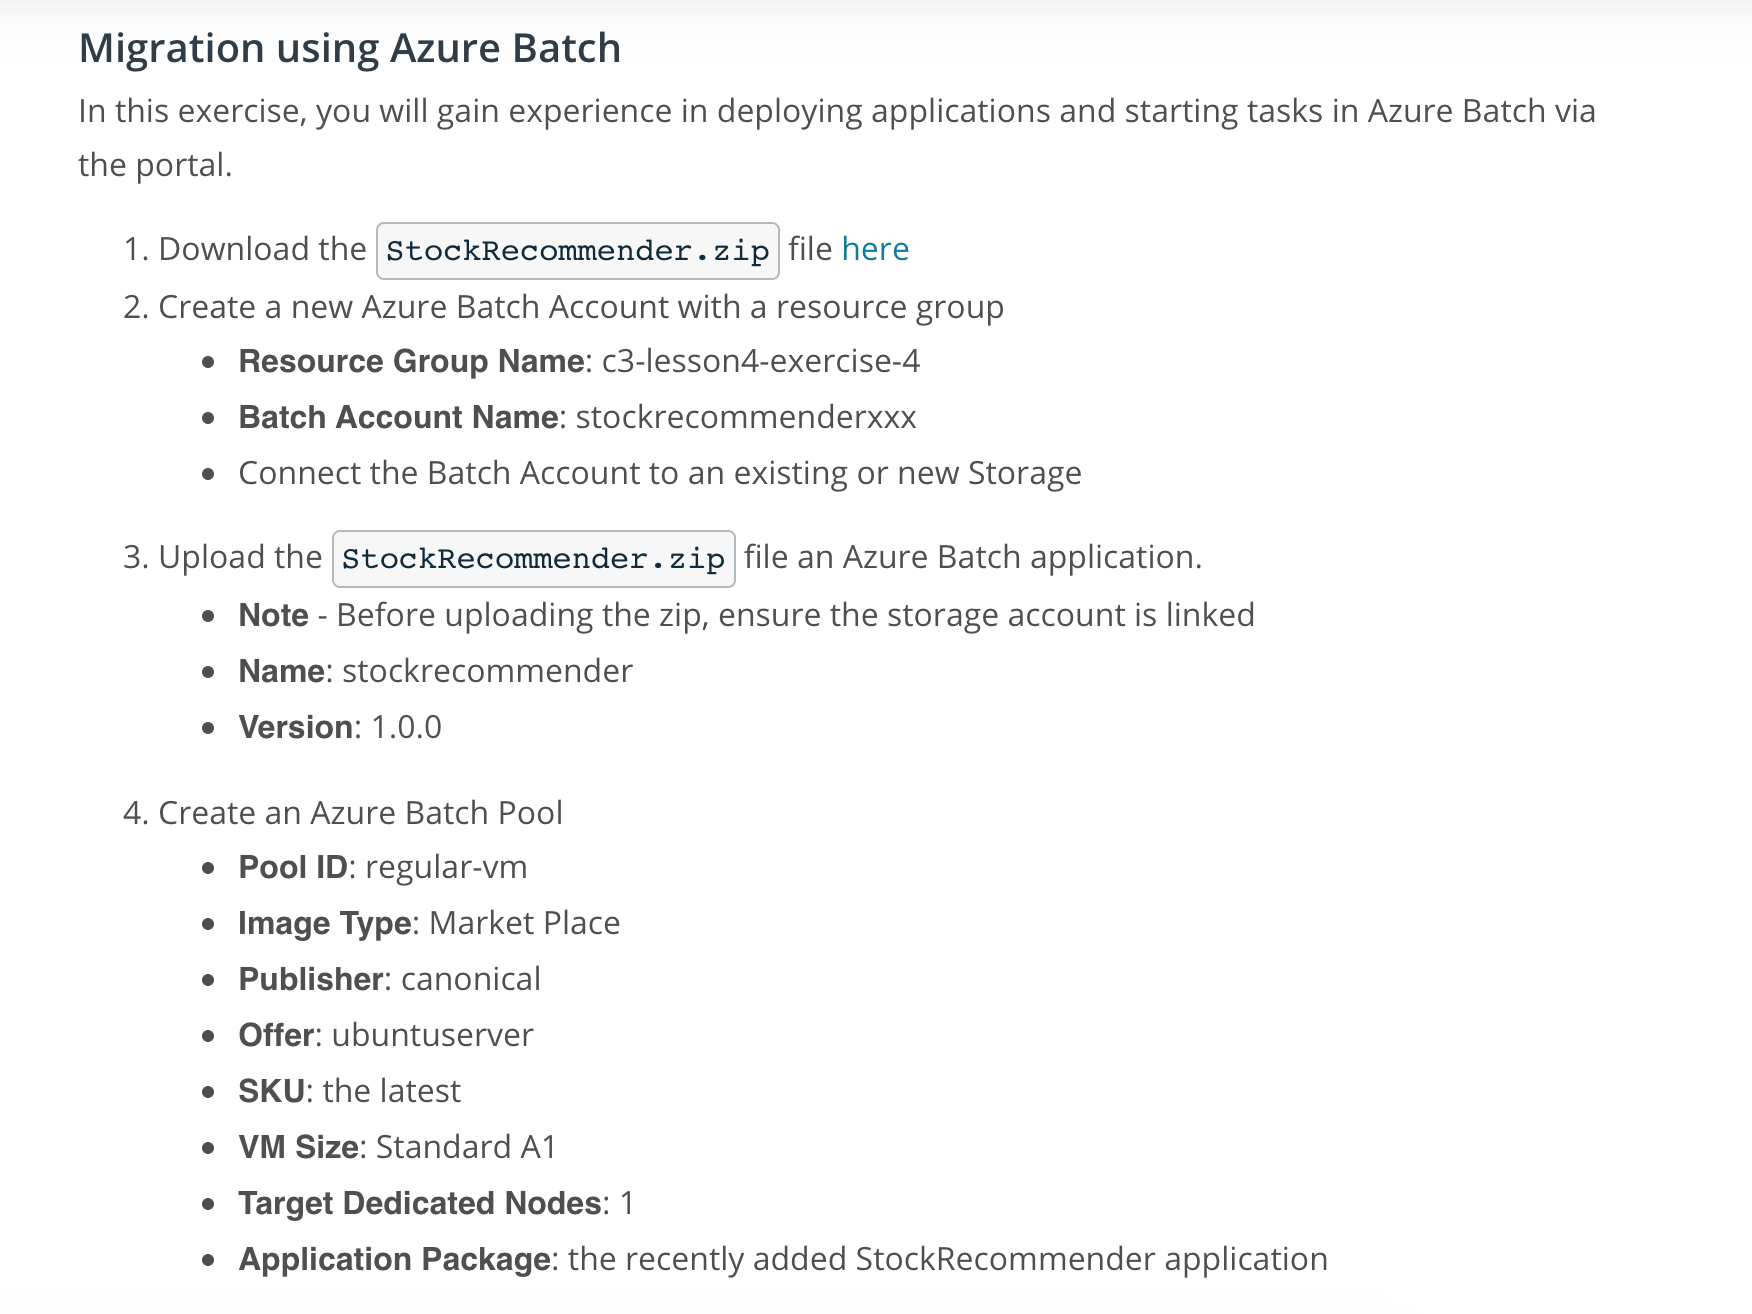 Migration using Azure Batch
In this exercise, you will gain experience in deploying applications and starting tasks in Azure Batch via
the portal.
1. Download the StockRecommender.zip file here
2. Create a new Azure Batch Account with a resource group
• Resource Group Name: c3-lesson4-exercise-4
• Batch Account Name: stockrecommenderxxx
• Connect the Batch Account to an existing or new Storage
3. Upload the StockRecommender.zip file an Azure Batch application.
• Note - Before uploading the zip, ensure the storage account is linked
• Name: stockrecommender
• Version: 1.0.0
4. Create an Azure Batch Pool
• Pool ID: regular-vm
• Image Type: Market Place
• Publisher: canonical
• Offer: ubuntuserver
• SKU: the latest
• VM Size: Standard A1
• Target Dedicated Nodes: 1
• Application Package: the recently added StockRecommender application